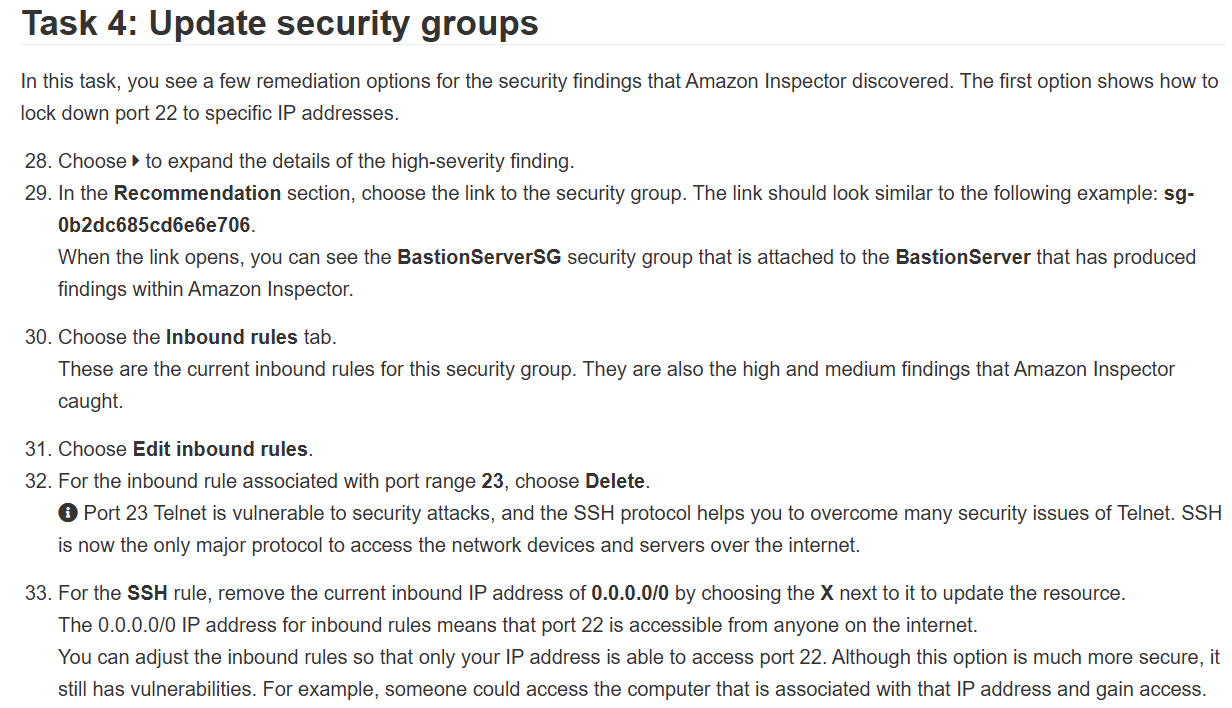 Task 4: Update security groups
In this task, you see a few remediation options for the security findings that Amazon Inspector discovered. The first option shows how to
lock down port 22 to specific IP addresses.
28. Choose ▸ to expand the details of the high-severity finding.
29. In the Recommendation section, choose the link to the security group. The link should look similar to the following example: sg-
0b2dc685cd6e6e706.
When the link opens, you can see the BastionServerSG security group that is attached to the BastionServer that has produced
findings within Amazon Inspector.
30. Choose the Inbound rules tab.
These are the current inbound rules for this security group. They are also the high and medium findings that Amazon Inspector
caught.
31. Choose Edit inbound rules.
32. For the inbound rule associated with port range 23, choose Delete.
Port 23 Telnet is vulnerable to security attacks, and the SSH protocol helps you to overcome many security issues of Telnet. SSH
is now the only major protocol to access the network devices and servers over the internet.
33. For the SSH rule, remove the current inbound IP address of 0.0.0.0/0 by choosing the X next to it to update the resource.
The 0.0.0.0/0 IP address for inbound rules means that port 22 is accessible from anyone on the internet.
You can adjust the inbound rules so that only your IP address is able to access port 22. Although this option is much more secure, it
still has vulnerabilities. For example, someone could access the computer that is associated with that IP address and gain access.